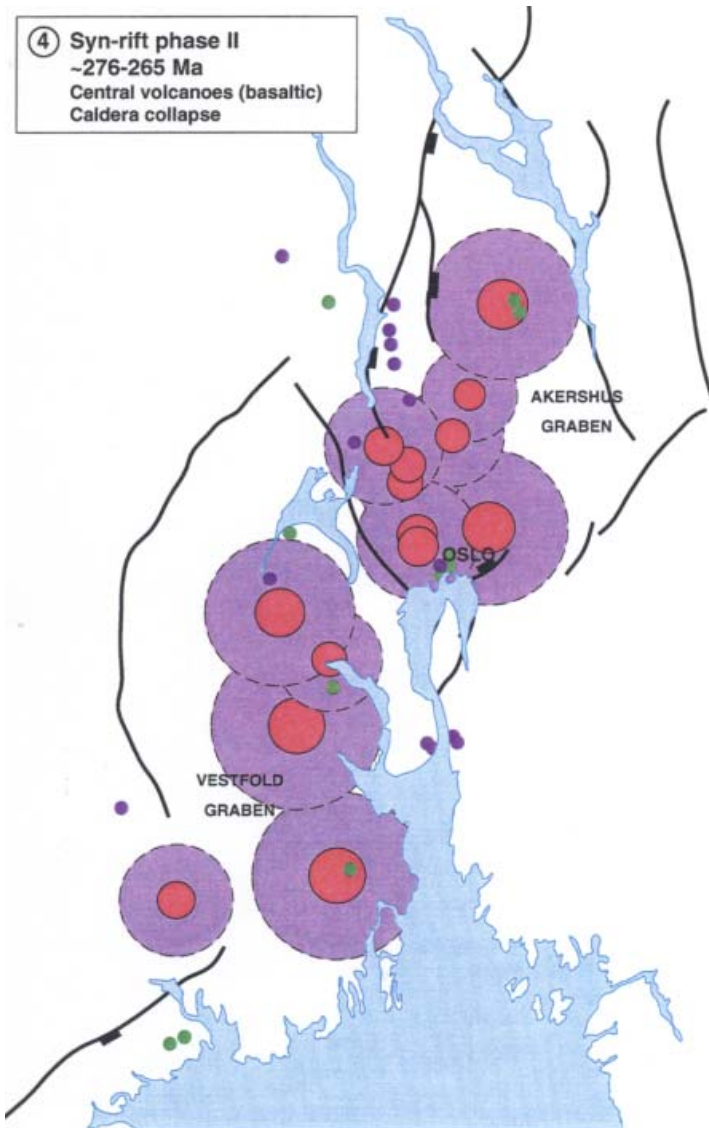 4 Syn-rift phase II
~276-265 Ma
Central volcanoes (basaltic)
Caldera collapse
AKERSHUS
GRABEN
OSLO
VESTFOLD
GRABEN